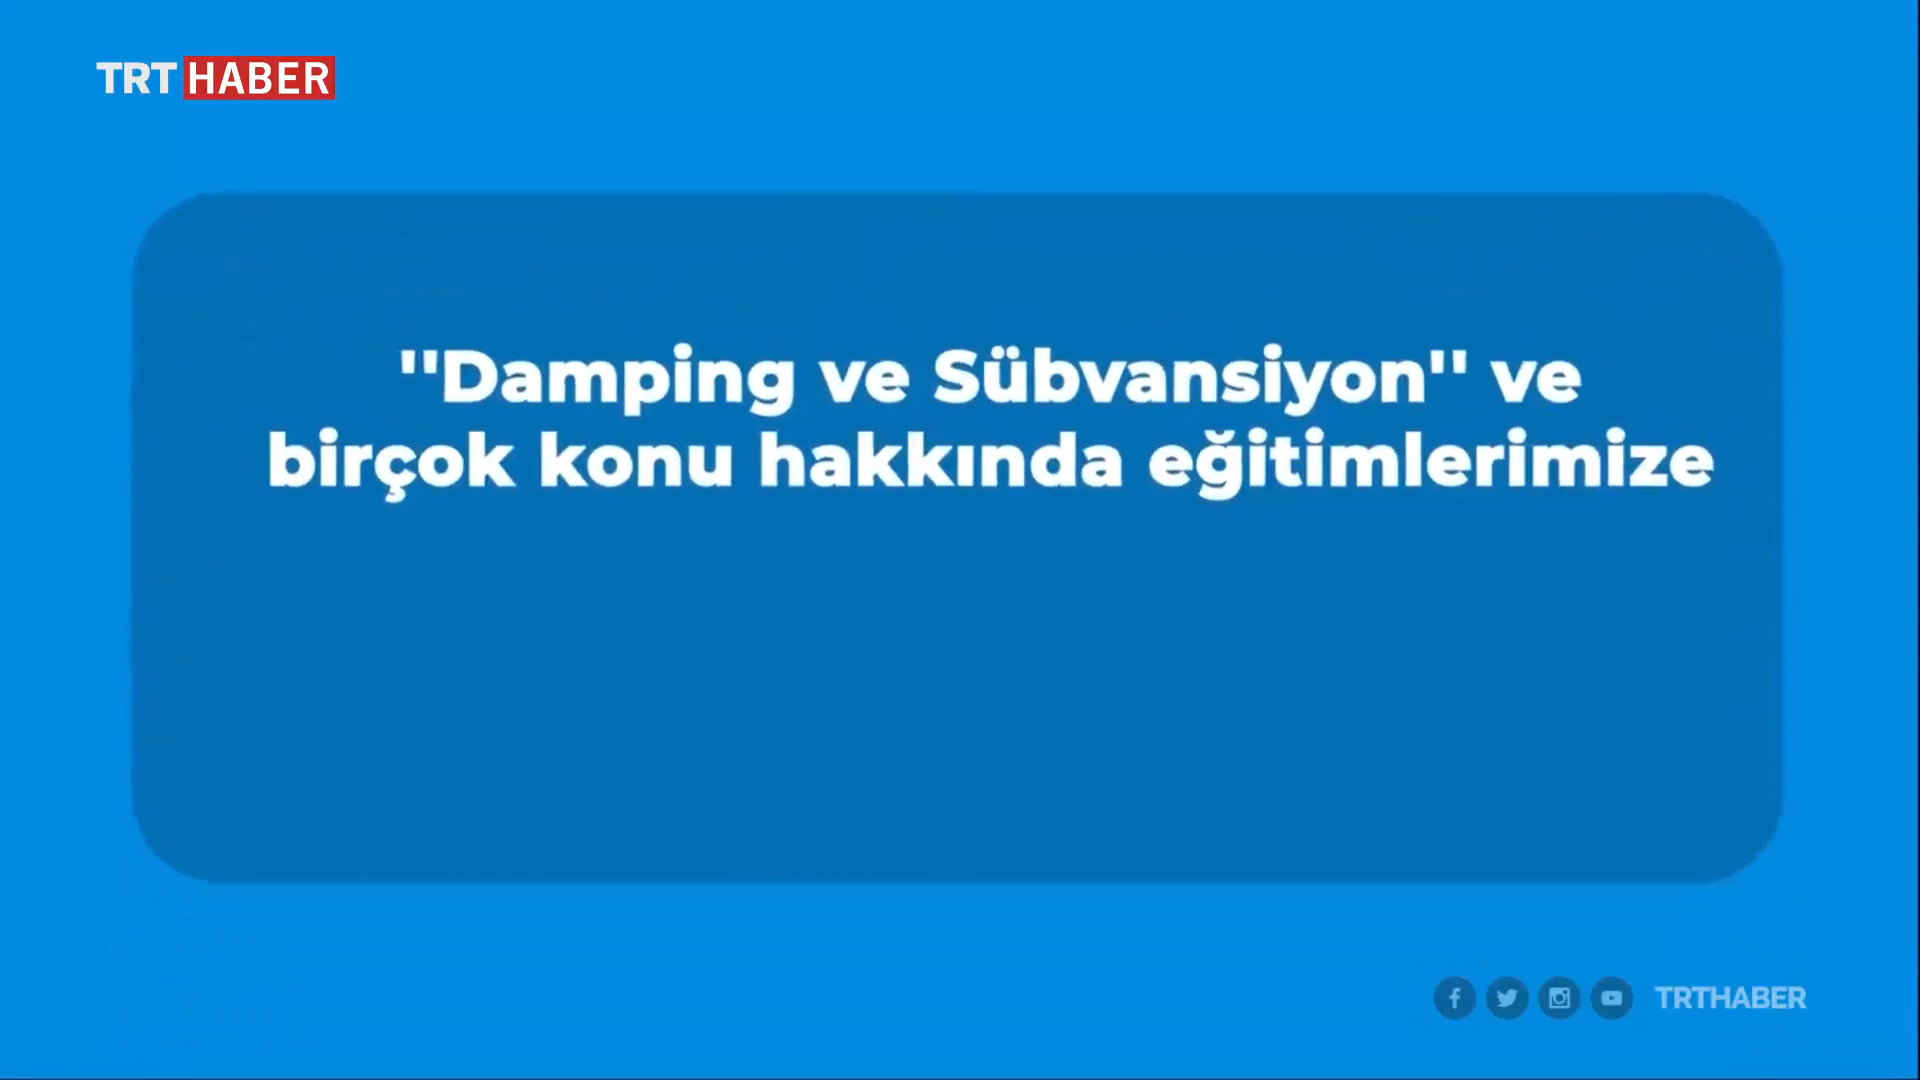 TRT HABER
"Damping ve Sübvansiyon" ve
birçok konu hakkında eğitimlerimize
TRTHABER